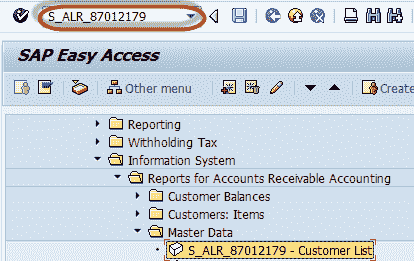 S_ALR_87012179
SAP Easy Access
Other menu
Create
Reporting
Withholding Tax
Information System
Reports for Accounts Receivable Accounting
Customer Balances
Customers: Items
Master Data
S_ALR_87012179 - Customer List